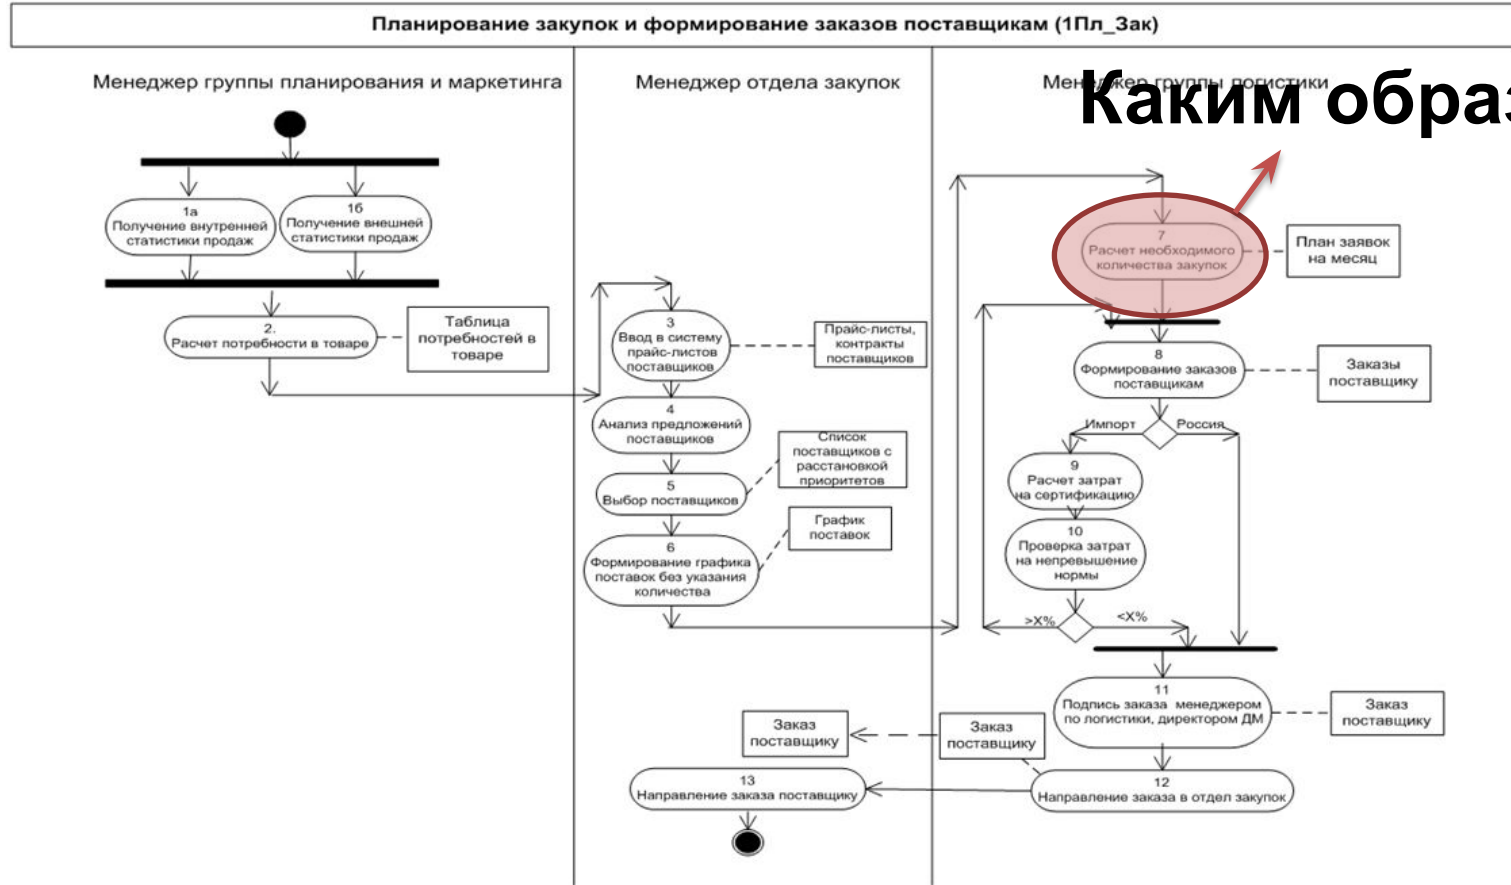 Планирование закупок и формирование заказов поставщикам (1Пл_Зак)
Менеджер группы планирования и маркетинга
Менеджер отдела закупок
Менеджер группы логистики
Каким образ
1а
Получение внутренней
статистики продаж
1б
Получение внешней
статистики продаж
2.
Расчет потребности в товаре
Таблица
потребностей в
товаре
3
Ввод в систему
прайс-листов
поставщиков
Прайс-листы,
контракты
поставщиков
4
Анализ предложений
поставщиков
5
Выбор поставщиков
Список
поставщиков с
расстановкой
приоритетов
6
Формирование графика
поставок без указания
количества
График
поставок
7
Расчет необходимого
количества закупок
План заявок
на месяц
8
Формирование заказов
поставщикам
Заказы
поставщику
Импорт
Россия
9
Расчет затрат
на сертификацию
10
Проверка затрат
на непревышение
нормы
>X%
<X%
11
Подпись заказа менеджером
по логистики, директором ДМ
Заказ
поставщику
12
Направление заказа в отдел закупок
Заказ
поставщику
Заказ
поставщику
13
Направление заказа поставщику